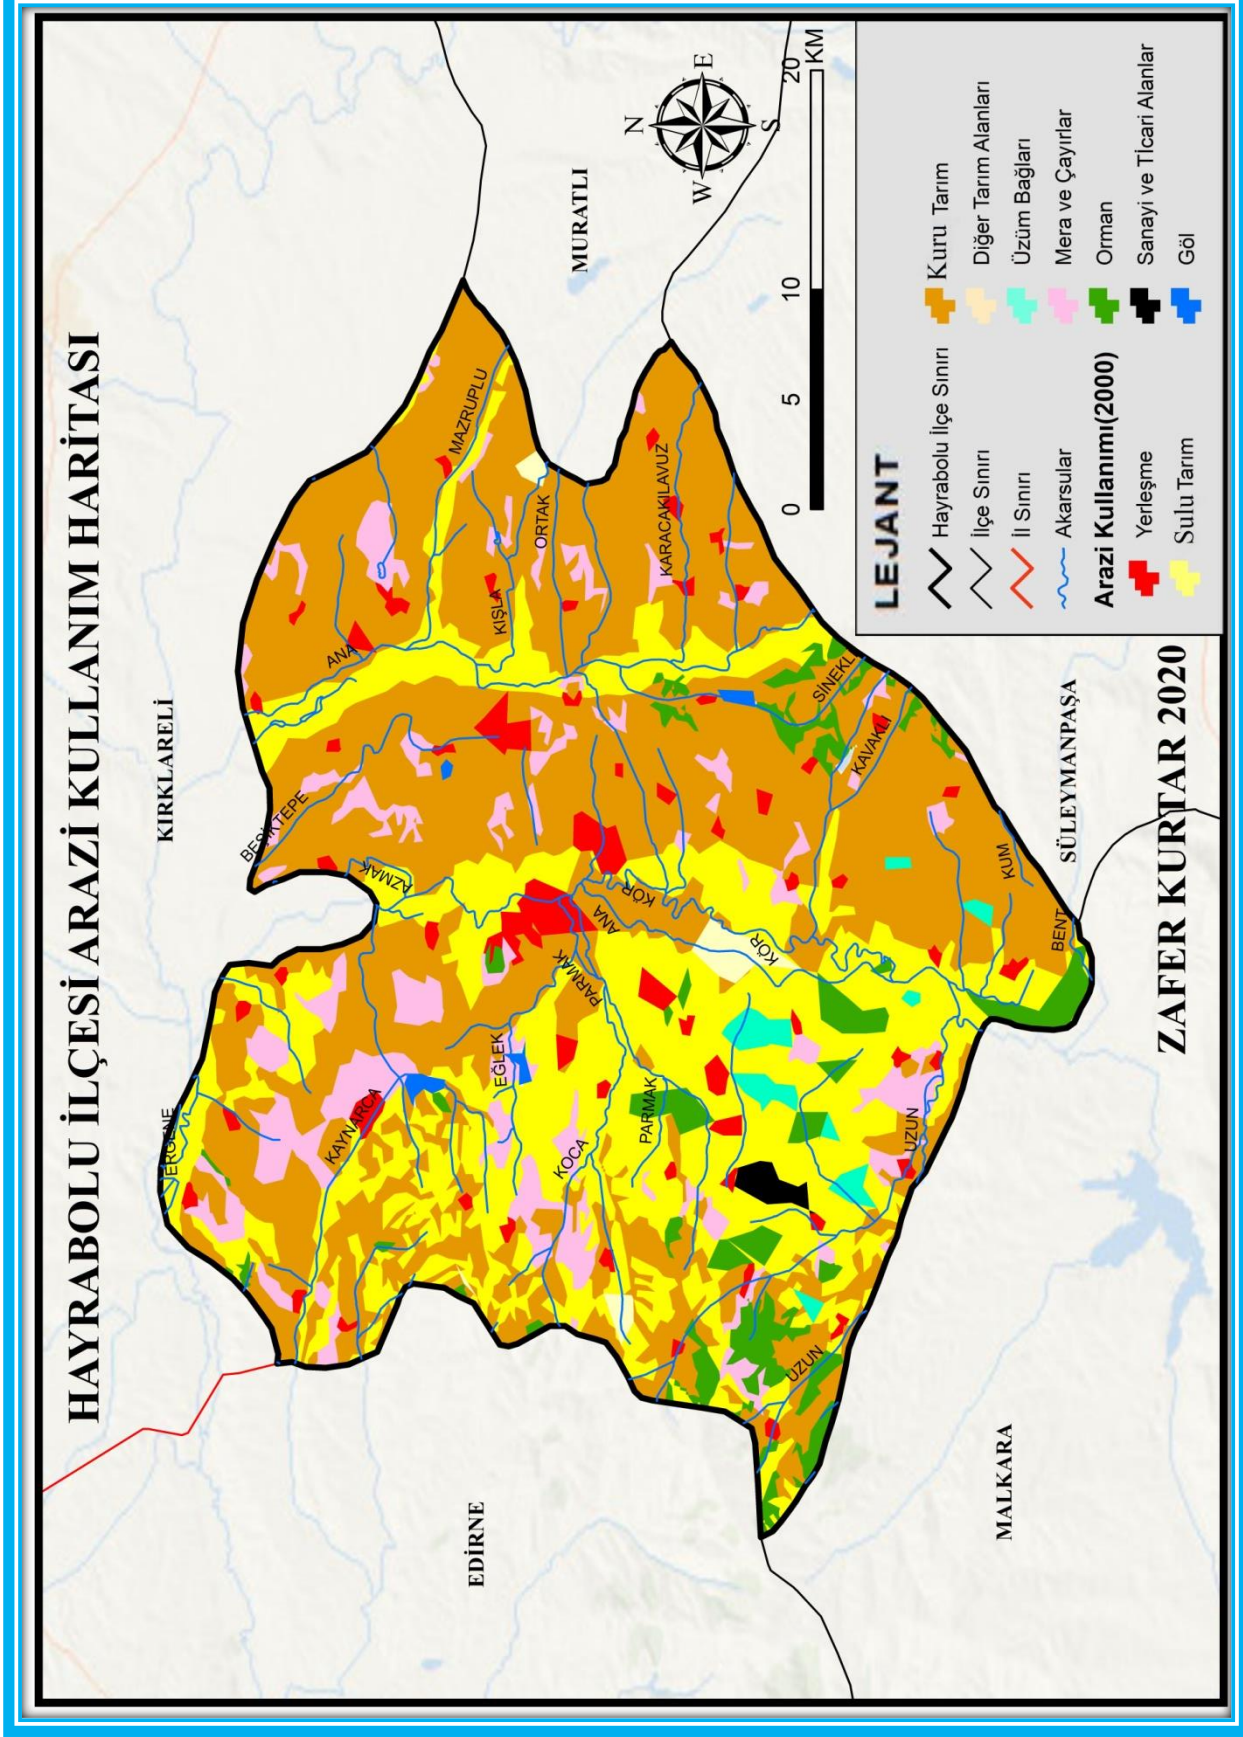 HAYRABOLU İLÇESİ ARAZİ KULLANIM HARİTASI
KIRKLARELİ
EDİRNE
MURATLI
MALKARA
SÜLEYMANPAŞA
ERGENE
BEŞİKTEPE
ANA
MAZRUPLU
AZMAK
KAYNARCA
KIŞLA
ORTAK
EĞLEK
PARMAK
ANA
KÖR
KARACAKILAVUZ
KOCA
PARMAK
KÖR
SİNEKLİ
KAVAKLI
UZUN
UZUN
KUM
BENT
N
W
E
S
0
5
10
20
KM
LEJANT
Hayrabolu İlçe Sınırı
İlçe Sınırı
İl Sınırı
Akarsular
Arazi Kullanımı(2000)
Yerleşme
Sulu Tarım
Kuru Tarım
Diğer Tarım Alanları
Üzüm Bağları
Mera ve Çayırlar
Orman
Sanayi ve Ticari Alanlar
Göl
ZAFER KURTAR 2020